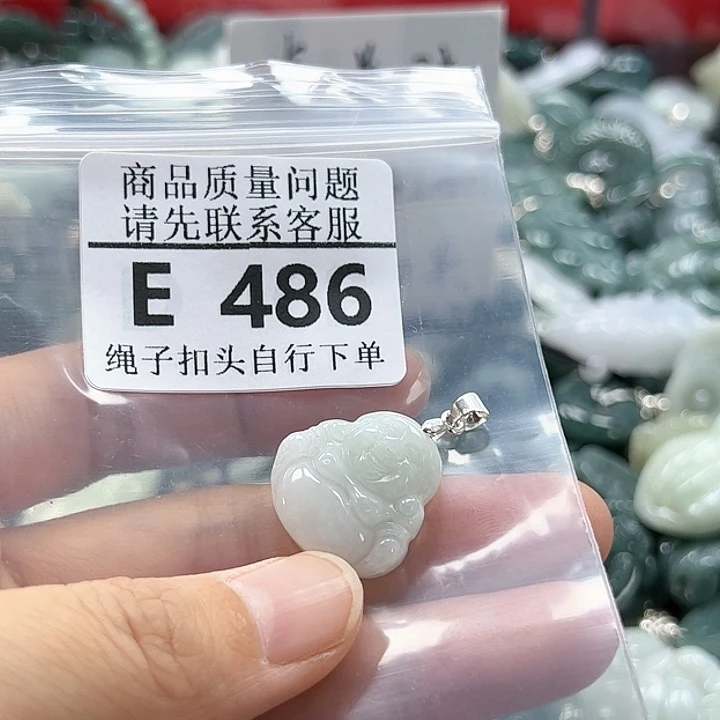 商品质量问题
请先联系客服
E 486
绳子扣头自行下单